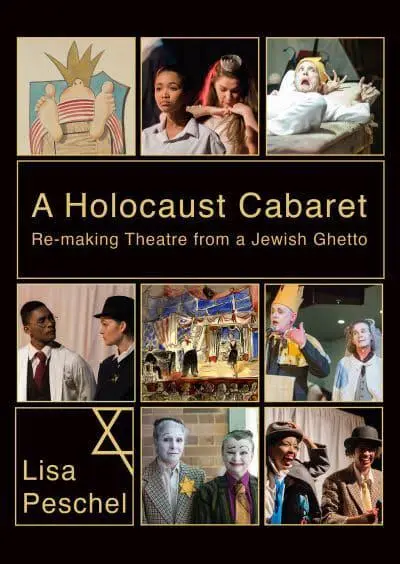 A Holocaust Cabaret
Re-making Theatre from a Jewish Ghetto
Lisa
Peschel